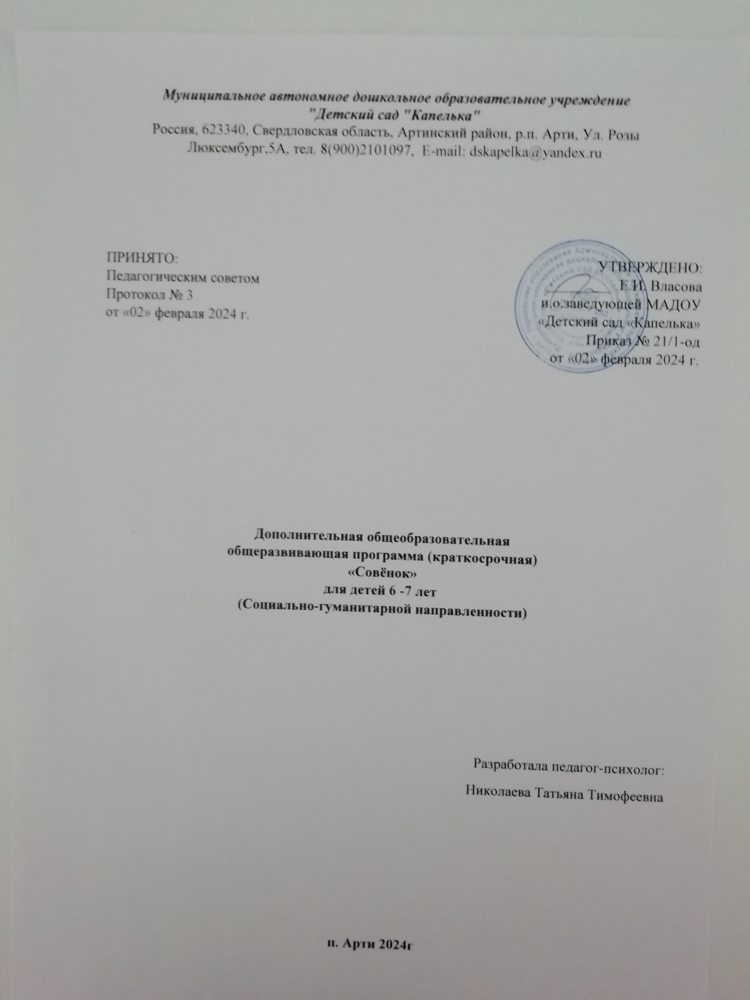 Муниципальное автономное дошкольное образовательное учреждение
"Детский сад "Капелька"
Россия, 623340, Свердловская область, Артинский район, р.п. Арти, Ул. Розы
Люксембург,5А, тел. 8(900)2101097, E-mail: dskapelka@yandex.ru
ПРИНЯТО:
Педагогическим советом
Протокол № 3
от «02» февраля 2024 г.
УТВЕРЖДЕНО:
Е.И. Власова
и.о.заведующей МАДОУ
«Детский сад «Капелька»
Приказ № 21/1-од
от «02» февраля 2024 г.
Дополнительная общеобразовательная
общеразвивающая программа (краткосрочная)
«Совёнок»
для детей 6 -7 лет
(Социально-гуманитарной направленности)
Разработала педагог-психолог:
Николаева Татьяна Тимофеевна
п. Арти 2024г